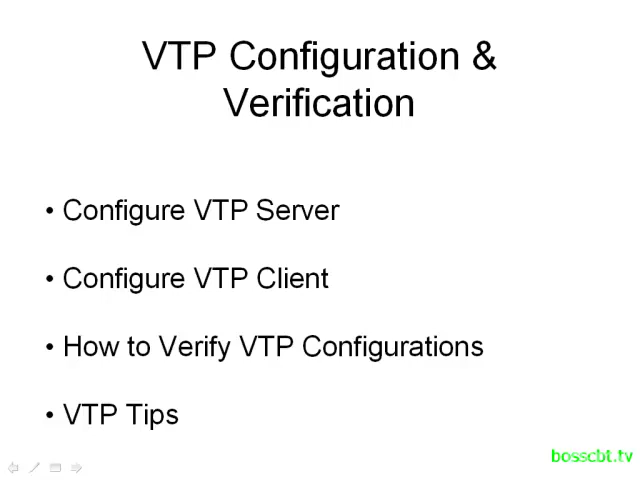 VTP Configuration &
Verification
• Configure VTP Server
• Configure VTP Client
• How to Verify VTP Configurations
• VTP Tips
bosscbt.tv